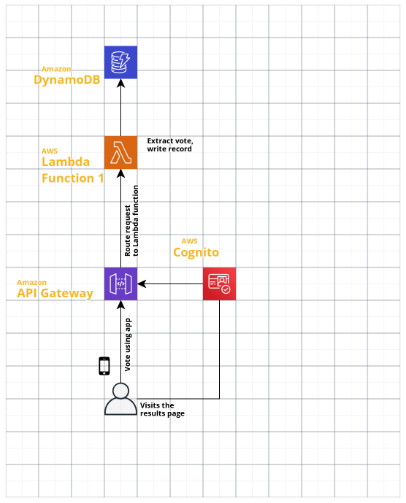 Amazon
DynamoDB
AWS
Lambda
Function 1
Extract vote,
write record
Route request
to Lambda function
AWS
Cognito
Amazon
API Gateway
Vote using app
Visits the
results page